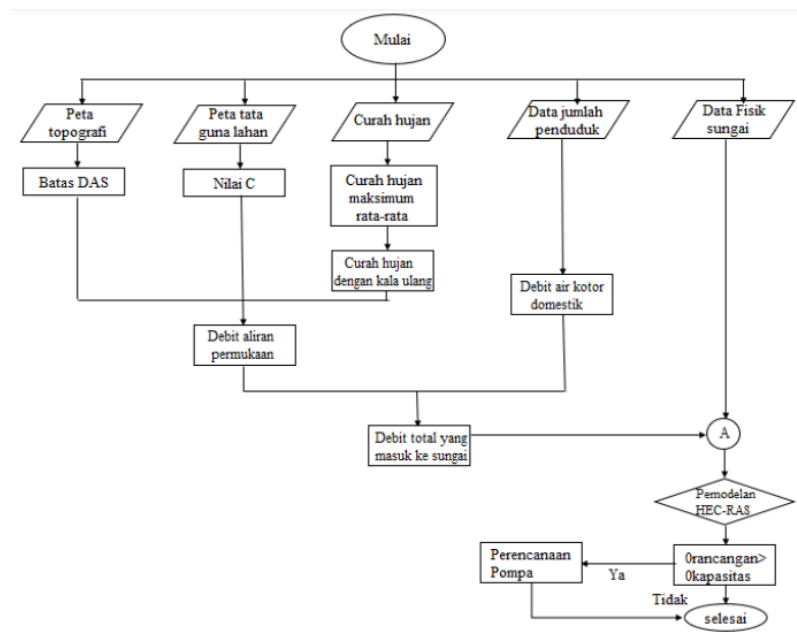 Mulai
Peta
topografi
Peta tata
guna lahan
Curah hujan
Data jumlah
penduduk
Data Fisik
sungai
Batas DAS
Nilai C
Curah hujan
maksimum
rata-rata
Curah hujan
dengan kala ulang
Debit air kotor
domestik
Debit aliran
permukaan
Debit total yang
masuk ke sungai
A
Pemodelan
HEC-RAS
0rancangan>
0kapasitas
Ya
Perencanaan
Pompa
Tidak
selesai